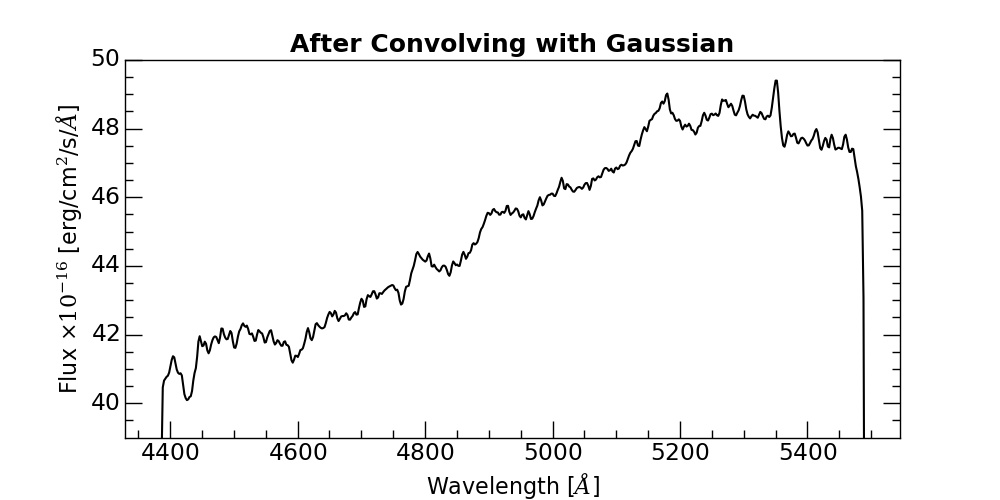 After Convolving with Gaussian
Flux ×10⁻¹⁶ [erg/cm²/s/Å]
50
48
46
44
42
40
4400 4600 4800 5000 5200 5400
Wavelength [Å]